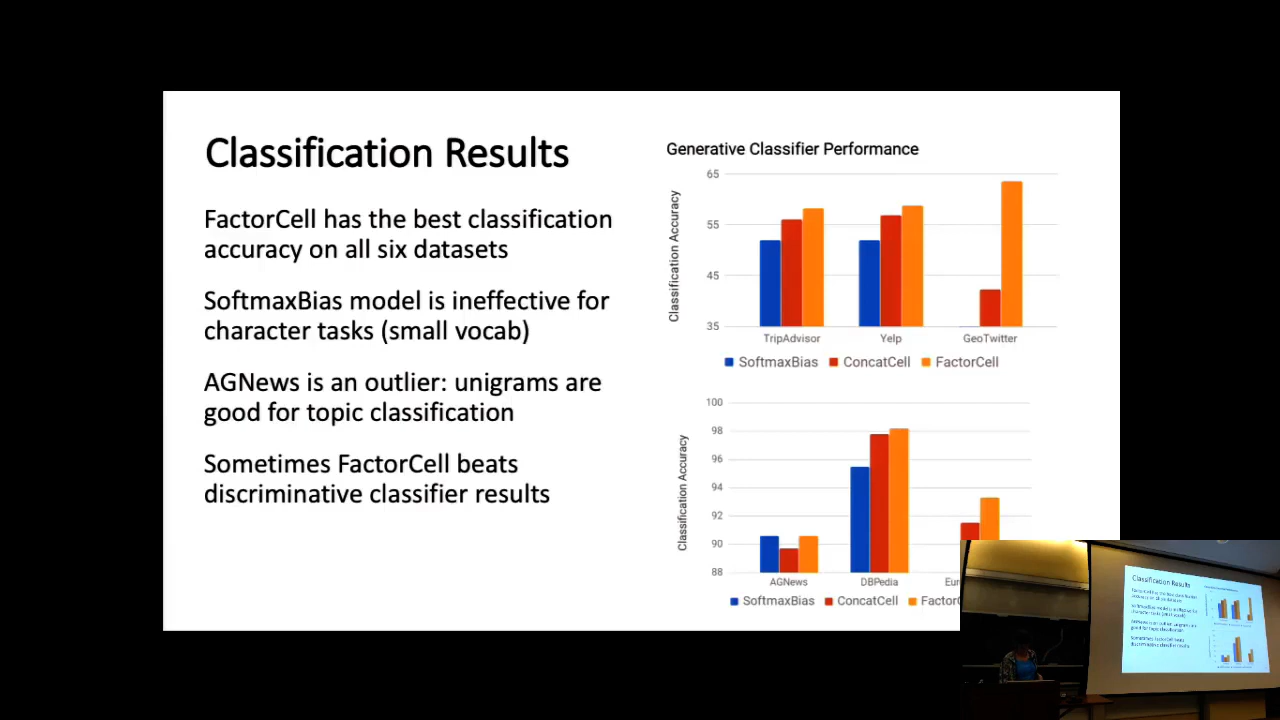 Classification Results
FactorCell has the best classification
accuracy on all six datasets
SoftmaxBias model is ineffective for
character tasks (small vocab)
AGNews is an outlier: unigrams are
good for topic classification
Sometimes FactorCell beats
discriminative classifier results
Generative Classifier Performance
Classification Accuracy
65
55
45
35
TripAdvisor
Yelp
GeoTwitter
SoftmaxBias
ConcatCell
FactorCell
Classification Accuracy
100
98
96
94
92
90
88
AGNews
DBPedia
SoftmaxBias
ConcatCell
Classification Results